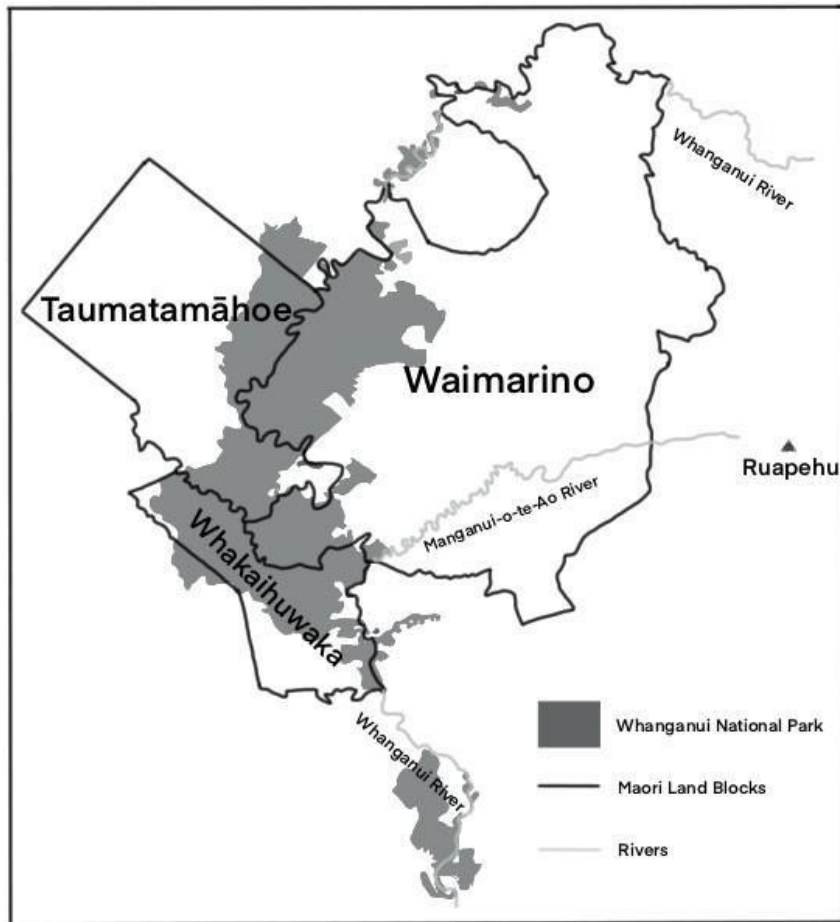 Whanganui River
Taumatamāhoe
Waimarino
Ruapehu
Manganui-o-te-Ao River
Whakaihuwaka
Whanganui River
Whanganui National Park
Maori Land Blocks
Rivers